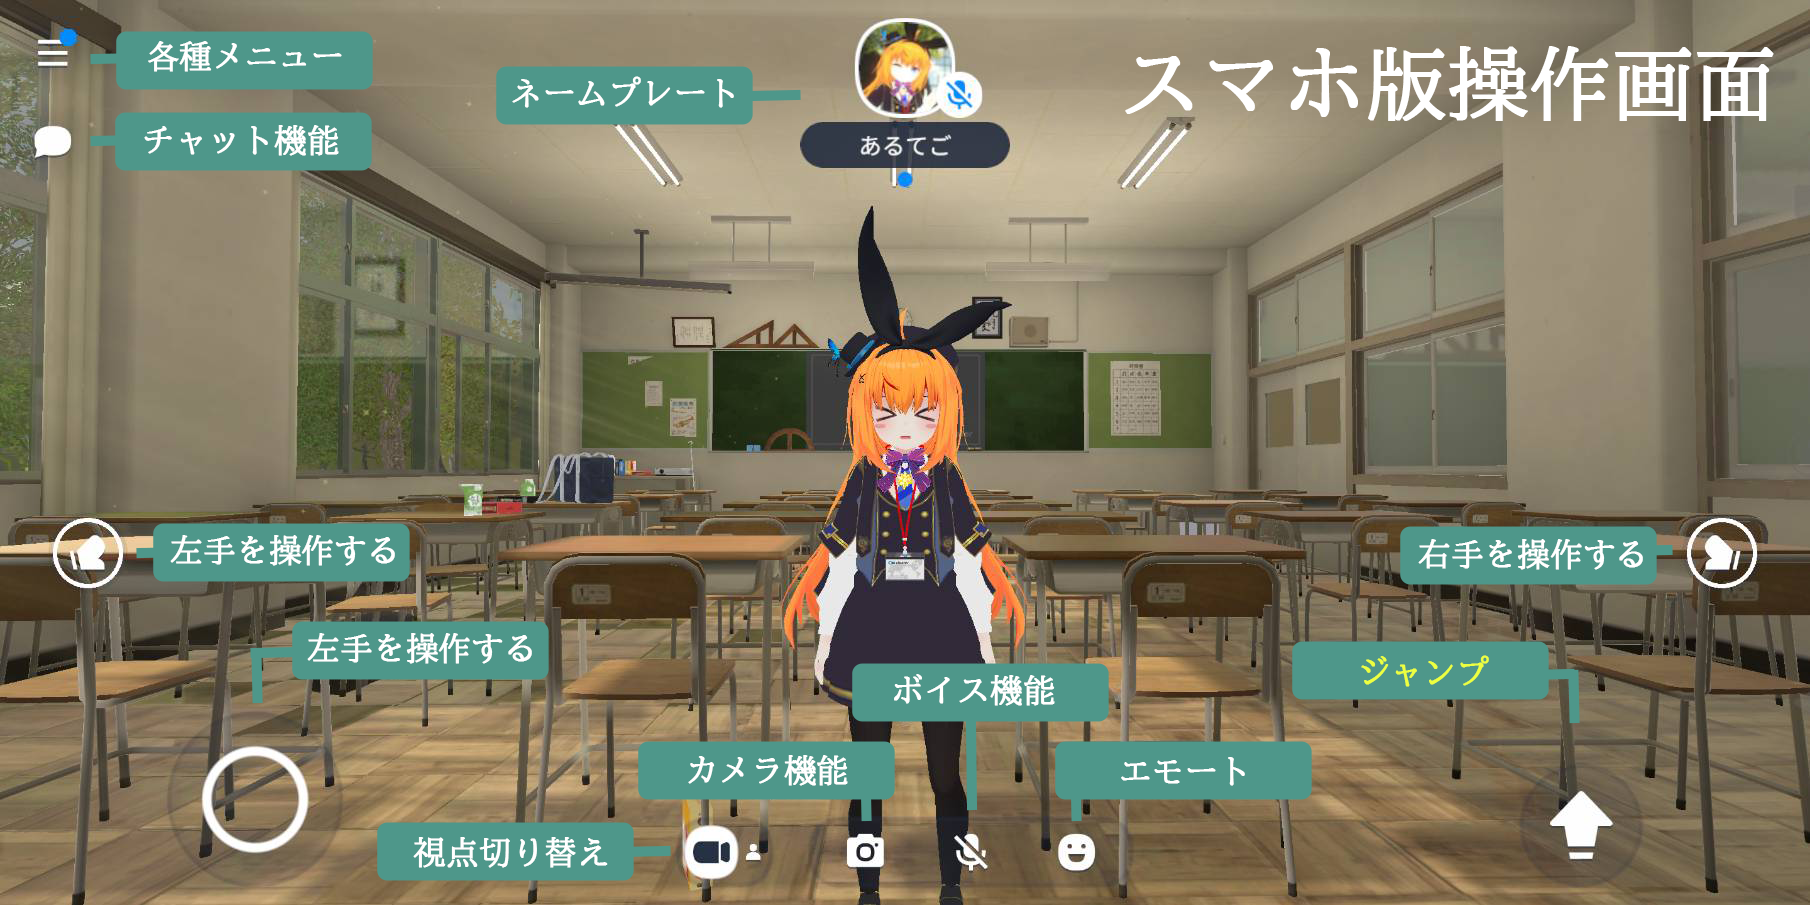 スマホ版操作画面
各種メニュー
チャット機能
ネームプレート
あるてご
左手を操作する
右手を操作する
左手を操作する
ジャンプ
ボイス機能
カメラ機能
エモート
視点切り替え